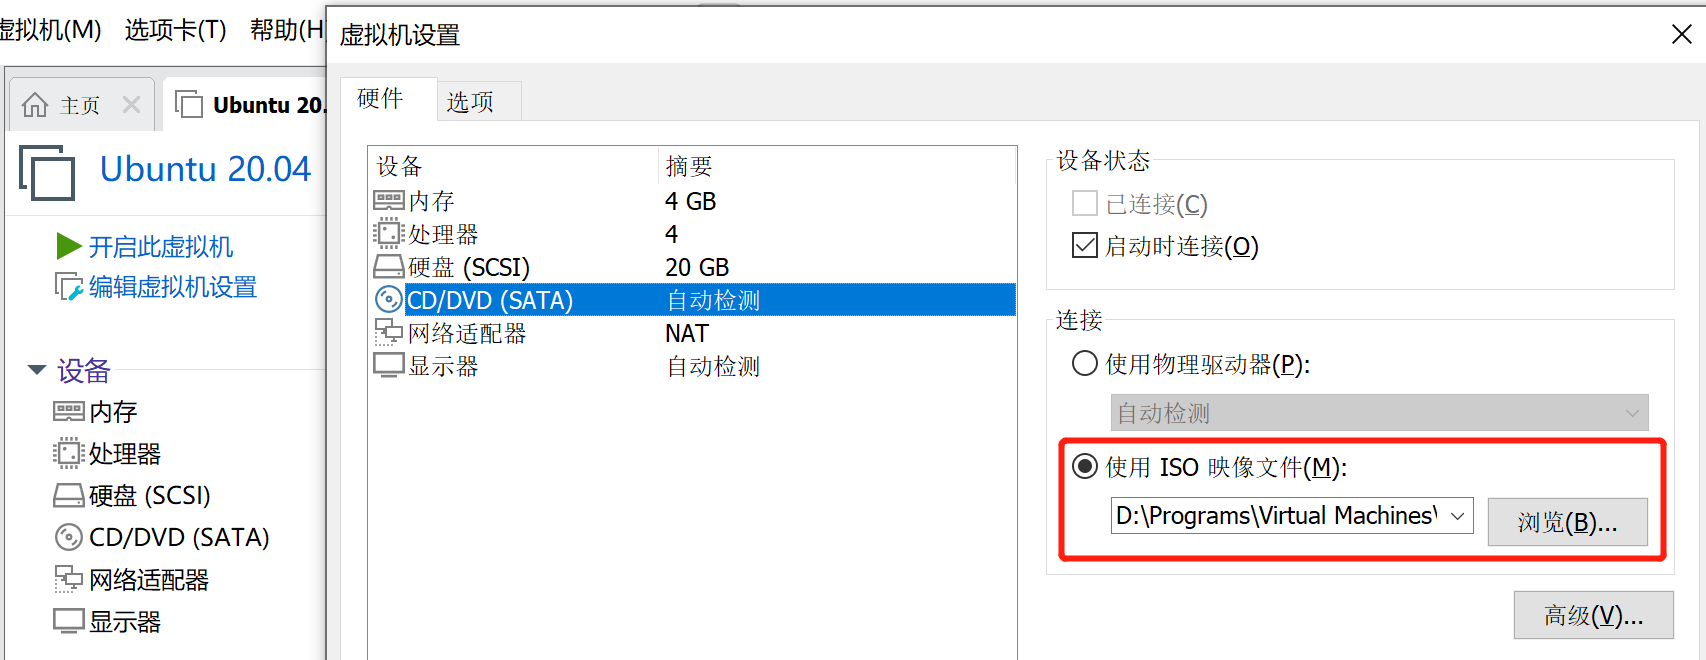 虚拟机(M) 选项卡(T) 帮助(H)
主页
Ubuntu 20.
Ubuntu 20.04
开启此虚拟机
编辑虚拟机设置
设备
内存
处理器
硬盘 (SCSI)
CD/DVD (SATA)
网络适配器
显示器
虚拟机设置
硬件
选项
设备 摘要
内存 4 GB
处理器 4
硬盘 (SCSI) 20 GB
CD/DVD (SATA) 自动检测
网络适配器 NAT
显示器 自动检测
设备状态
已连接(C)
启动时连接(O)
连接
使用物理驱动器(P):
自动检测
使用 ISO 映像文件(M):
D:\Programs\Virtual Machines\
浏览(B)...
高级(V)...